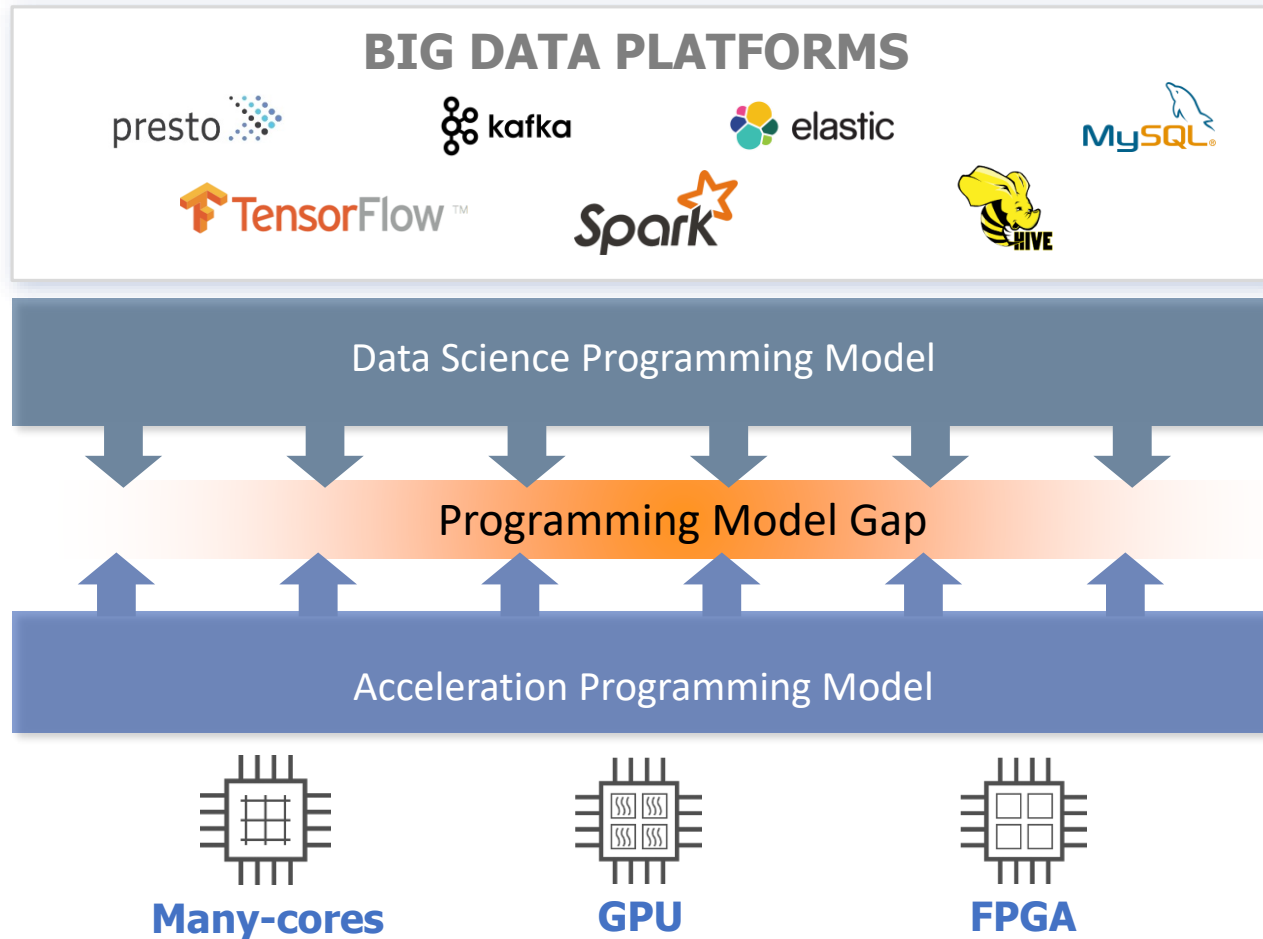 BIG DATA PLATFORMS
presto
kafka
elastic
MySQL®
TensorFlow ™
Spark
HIVE
Data Science Programming Model
Programming Model Gap
Acceleration Programming Model
Many-cores
GPU
FPGA